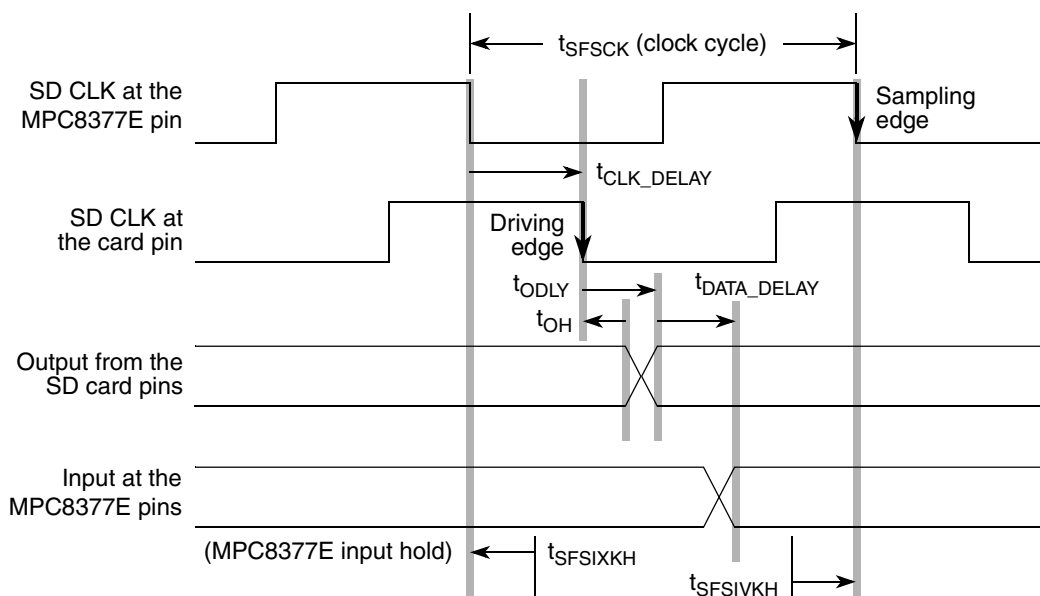 tSFSCK (clock cycle)
SD CLK at the
MPC8377E pin
Sampling
edge
tCLK_DELAY
SD CLK at
the card pin
Driving
edge
tODLY
tDATA_DELAY
tOH
Output from the
SD card pins
Input at the
MPC8377E pins
(MPC8377E input hold)
tSFSIXKH
tSFSIVKH